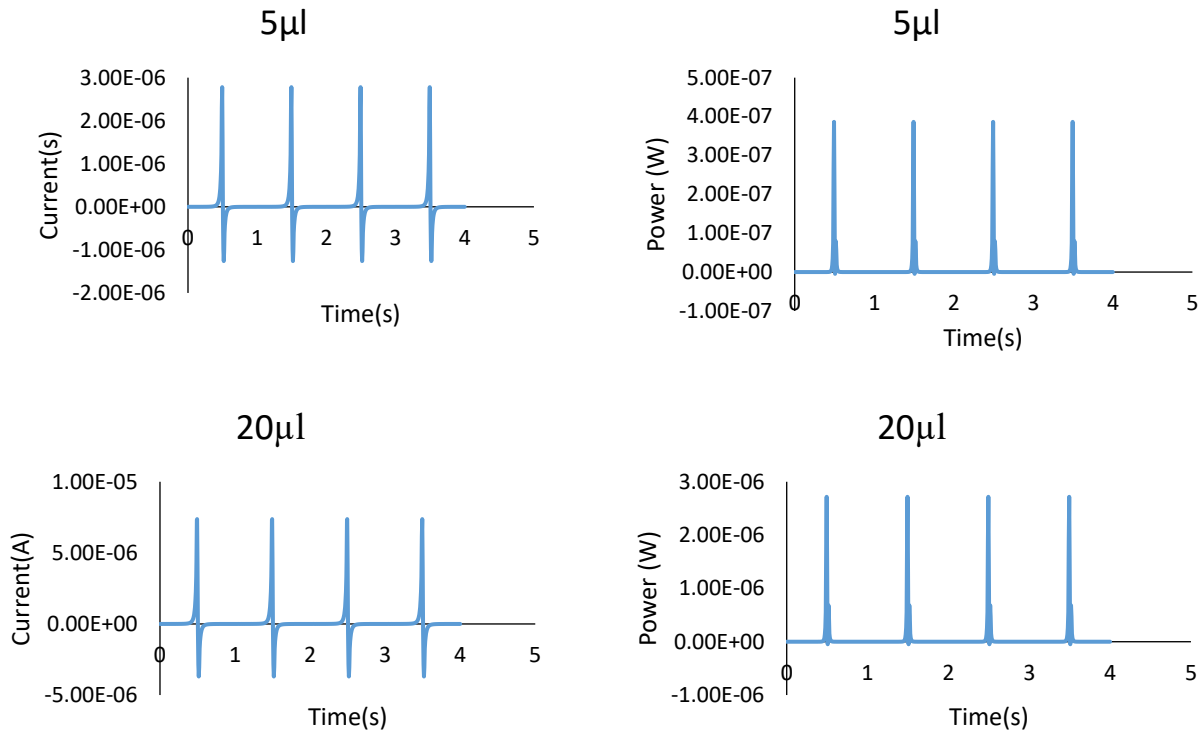 5µl
3.00E-06
2.00E-06
1.00E-06
0.00E+00
-1.00E-06
-2.00E-06
0 1 2 3 4 5
Current(s)
Time(s)
5µl
5.00E-07
4.00E-07
3.00E-07
2.00E-07
1.00E-07
0.00E+00
-1.00E-07
0 1 2 3 4 5
Power (W)
Time(s)
20µl
1.00E-05
5.00E-06
0.00E+00
-5.00E-06
0 1 2 3 4 5
Current(A)
Time(s)
20µl
3.00E-06
2.00E-06
1.00E-06
0.00E+00
-1.00E-06
0 1 2 3 4 5
Power (W)
Time(s)